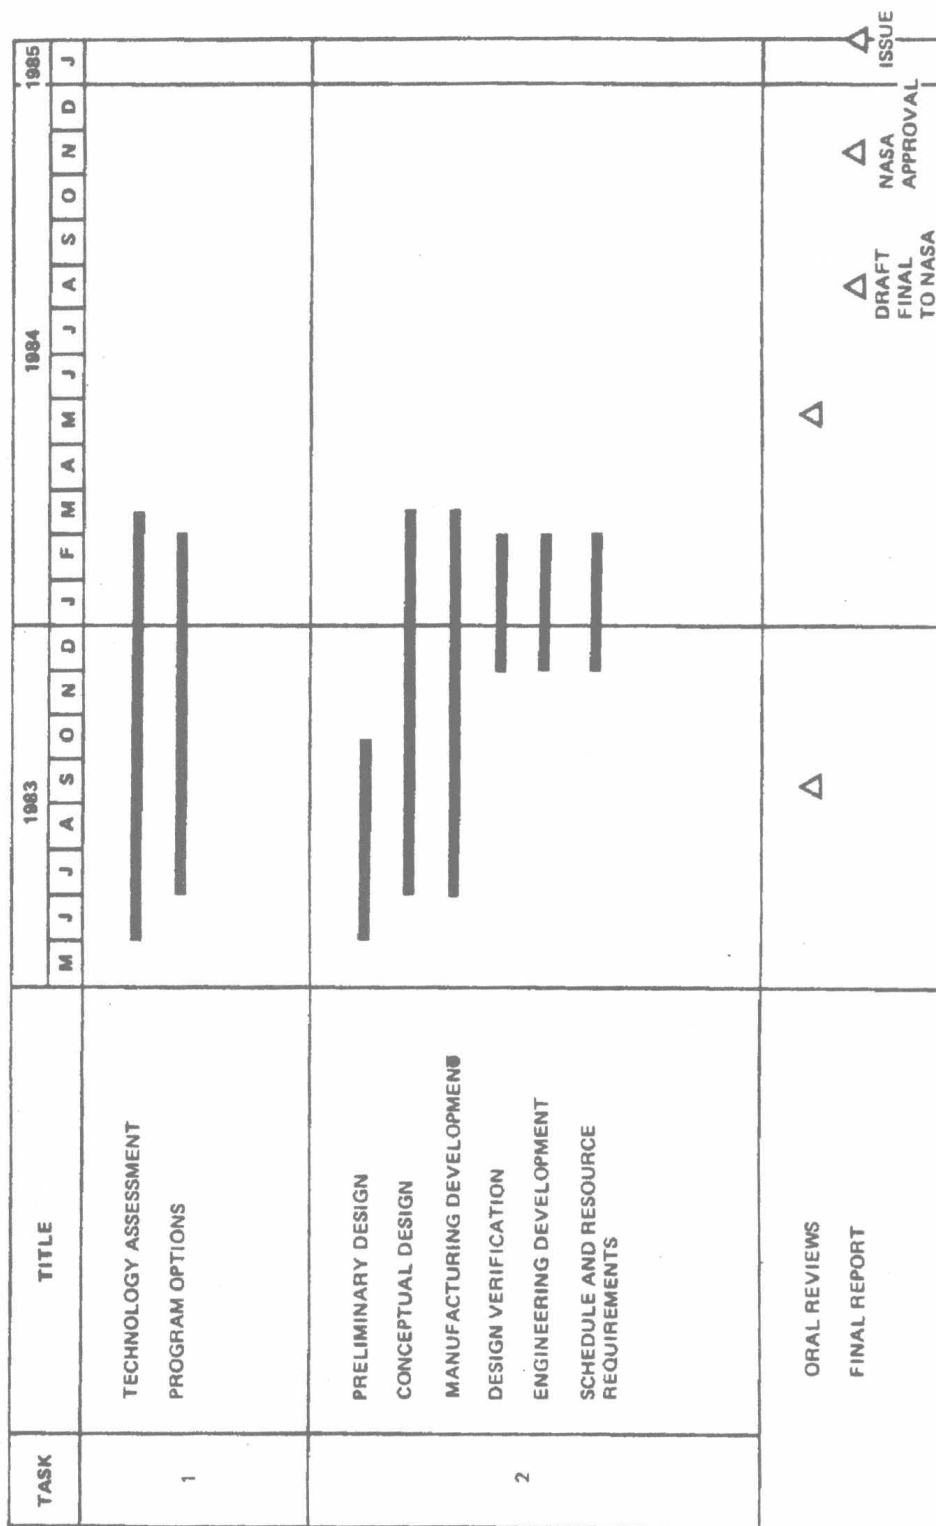 TASK TITLE 1983 1984 1985
M J J A S O N D J F M A M J J A S O N D J
1
TECHNOLOGY ASSESSMENT
PROGRAM OPTIONS
2
PRELIMINARY DESIGN
CONCEPTUAL DESIGN
MANUFACTURING DEVELOPMENT
DESIGN VERIFICATION
ENGINEERING DEVELOPMENT
SCHEDULE AND RESOURCE
REQUIREMENTS
ORAL REVIEWS
FINAL REPORT
DRAFT
FINAL
TO NASA
NASA
APPROVAL
ISSUE